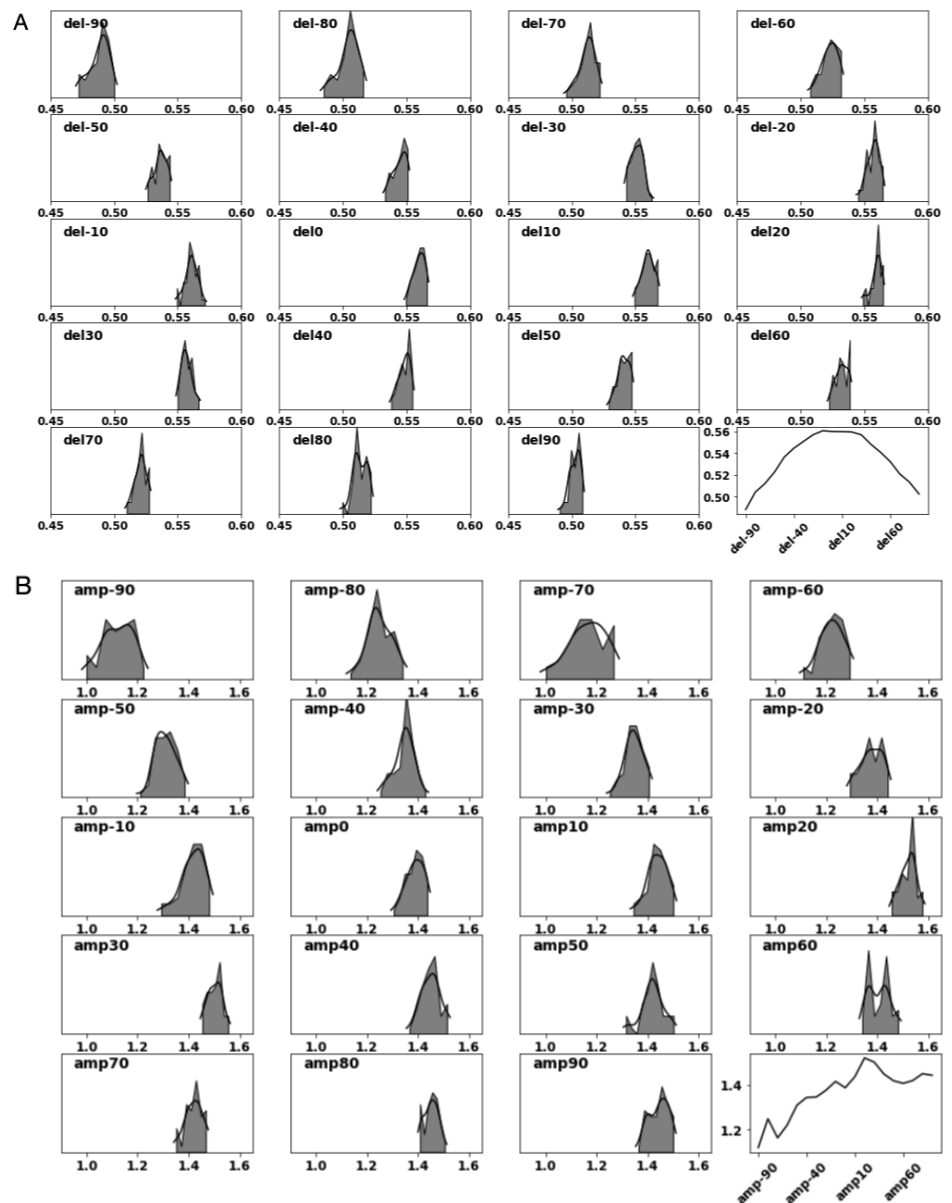 A
del-90 del-80 del-70 del-60
0.45 0.50 0.55 0.60 0.45 0.50 0.55 0.60 0.45 0.50 0.55 0.60 0.45 0.50 0.55 0.60
del-50 del-40 del-30 del-20
0.45 0.50 0.55 0.60 0.45 0.50 0.55 0.60 0.45 0.50 0.55 0.60 0.45 0.50 0.55 0.60
del-10 del0 del10 del20
0.45 0.50 0.55 0.60 0.45 0.50 0.55 0.60 0.45 0.50 0.55 0.60 0.45 0.50 0.55 0.60
del30 del40 del50 del60
0.45 0.50 0.55 0.60 0.45 0.50 0.55 0.60 0.45 0.50 0.55 0.60 0.45 0.50 0.55 0.60
del70 del80 del90
0.56
0.54
0.52
0.50
0.45 0.50 0.55 0.60 0.45 0.50 0.55 0.60 0.45 0.50 0.55 0.60
del-90 del-40 del10 del60
B
amp-90 amp-80 amp-70 amp-60
1.0 1.2 1.4 1.6 1.0 1.2 1.4 1.6 1.0 1.2 1.4 1.6 1.0 1.2 1.4 1.6
amp-50 amp-40 amp-30 amp-20
1.0 1.2 1.4 1.6 1.0 1.2 1.4 1.6 1.0 1.2 1.4 1.6 1.0 1.2 1.4 1.6
amp-10 amp0 amp10 amp20
1.0 1.2 1.4 1.6 1.0 1.2 1.4 1.6 1.0 1.2 1.4 1.6 1.0 1.2 1.4 1.6
amp30 amp40 amp50 amp60
1.0 1.2 1.4 1.6 1.0 1.2 1.4 1.6 1.0 1.2 1.4 1.6 1.0 1.2 1.4 1.6
amp70 amp80 amp90
1.4
1.2
1.0 1.2 1.4 1.6 1.0 1.2 1.4 1.6 1.0 1.2 1.4 1.6
amp-90 amp-40 amp10 amp60